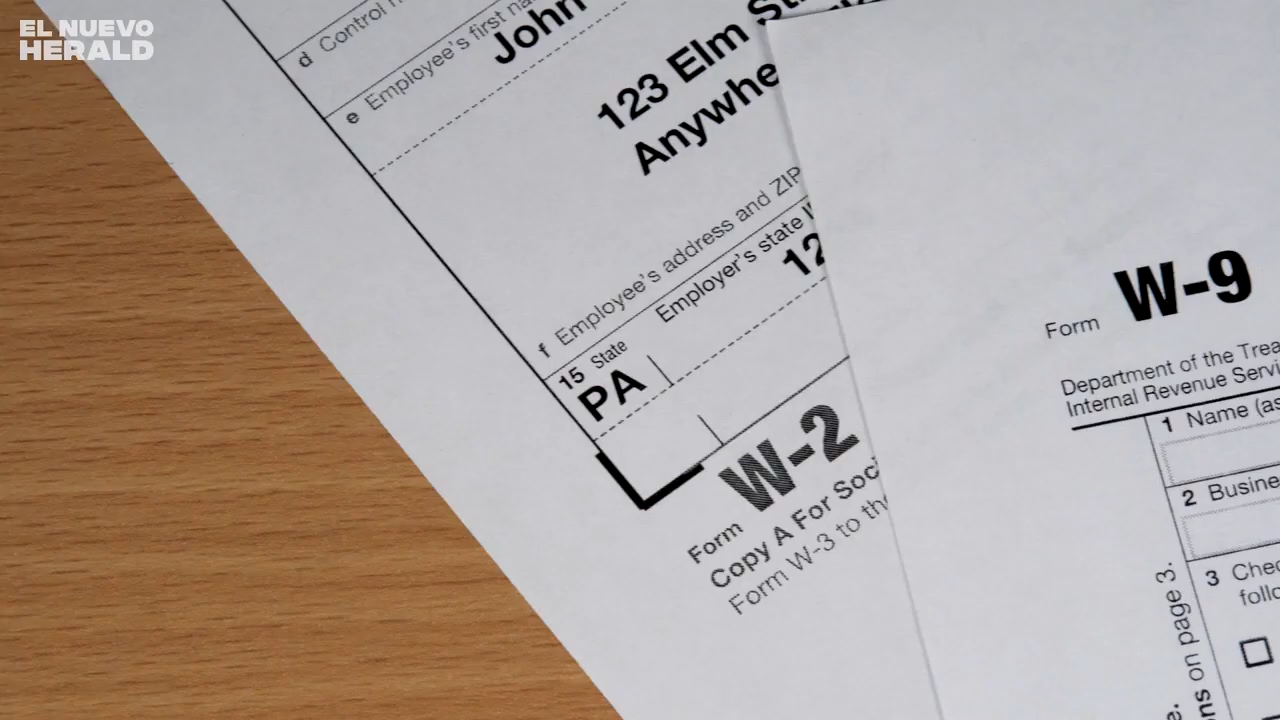 EL NUEVO
HERALD
d Control
e Employee's first
John
123 Elm
Anywhe
f Employee's address and ZIP
15 State
Employer's state
PA
12
Form W-2
Copy A For Soc
Form W-3 to the
Form W-9
Department of the Trea
Internal Revenue Servi
1 Name (as
2 Busine
3 Chec
follo
ns on page 3.